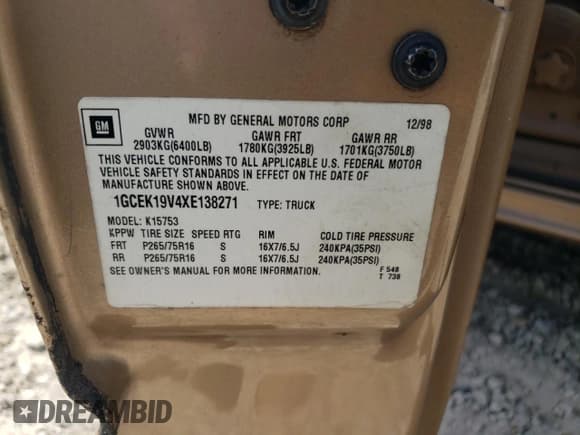 GM
MFD BY GENERAL MOTORS CORP 12/98
GVWR GAWR FRT GAWR RR
2903KG(6400LB) 1780KG(3925LB) 1701KG(3750LB)
THIS VEHICLE CONFORMS TO ALL APPLICABLE U.S. FEDERAL MOTOR
VEHICLE SAFETY STANDARDS IN EFFECT ON THE DATE OF
MANUFACTURE SHOWN ABOVE.
1GCEK19V4XE138271 TYPE: TRUCK
MODEL: K15753
KPPW TIRE SIZE SPEED RTG RIM COLD TIRE PRESSURE
FRT P265/75R16 S 16X7/6.5J 240KPA(35PSI)
RR P265/75R16 S 16X7/6.5J 240KPA(35PSI)
SEE OWNER'S MANUAL FOR MORE INFORMATION. F 548
T 738
DREAMBID